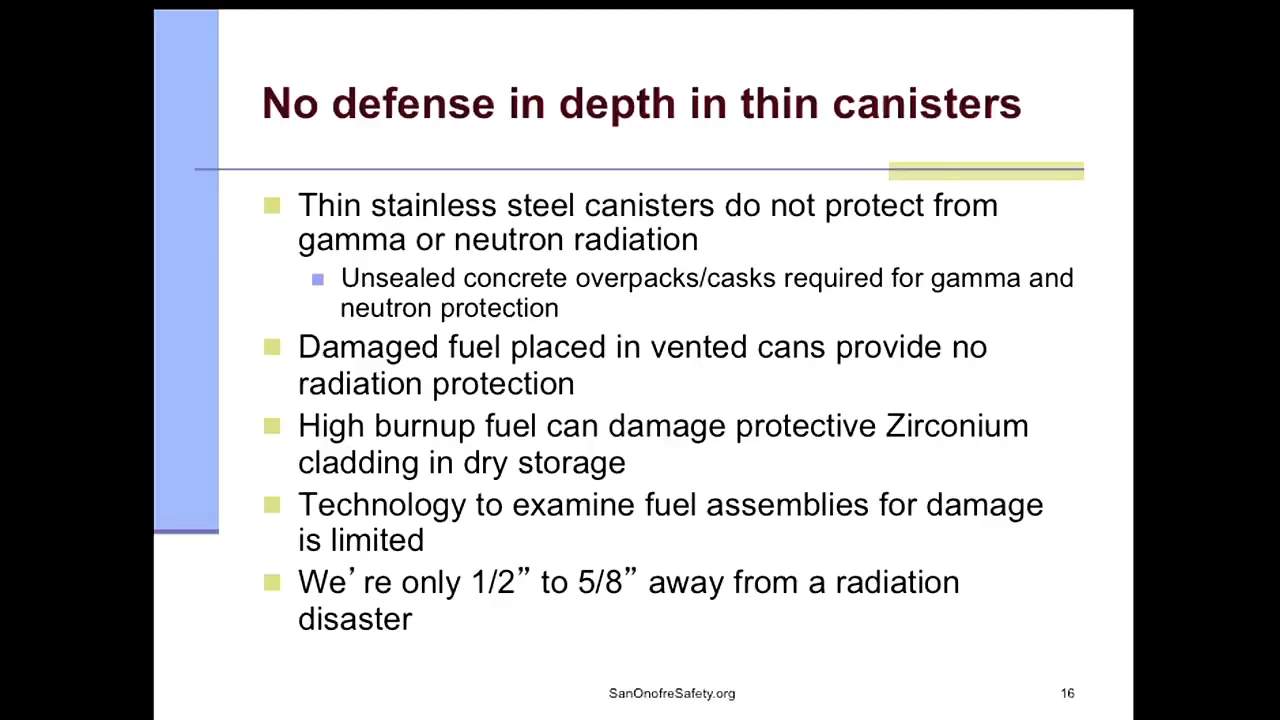 No defense in depth in thin canisters
Thin stainless steel canisters do not protect from
gamma or neutron radiation
Unsealed concrete overpacks/casks required for gamma and
neutron protection
Damaged fuel placed in vented cans provide no
radiation protection
High burnup fuel can damage protective Zirconium
cladding in dry storage
Technology to examine fuel assemblies for damage
is limited
We’re only 1/2” to 5/8” away from a radiation
disaster
SanOnofreSafety.org
16